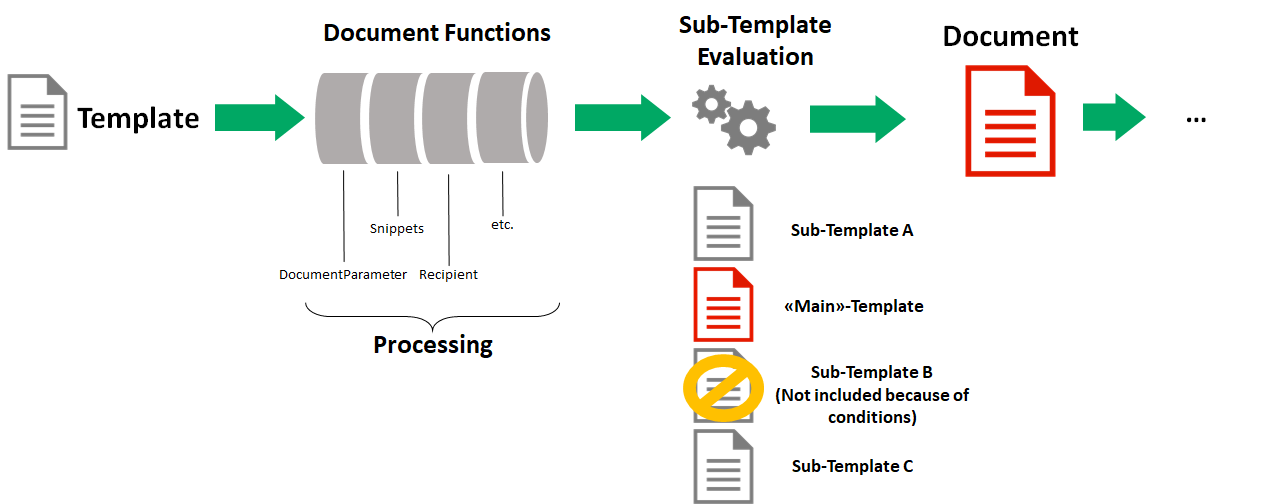 Template
Document Functions
DocumentParameter
Snippets
Recipient
etc.
Processing
Sub-Template
Evaluation
Sub-Template A
«Main»-Template
Sub-Template B
(Not included because of
conditions)
Sub-Template C
Document
...